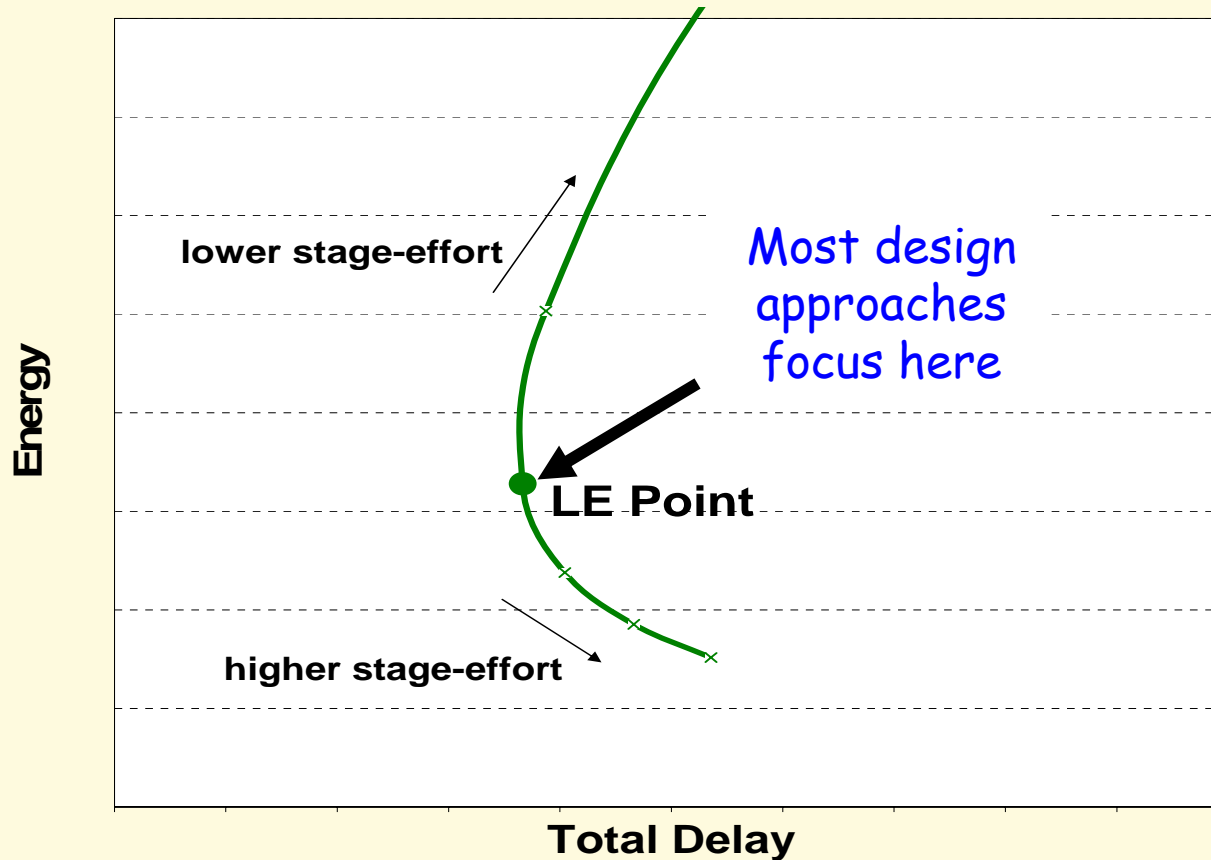 lower stage-effort
Most design
approaches
focus here
Energy
LE Point
higher stage-effort
Total Delay